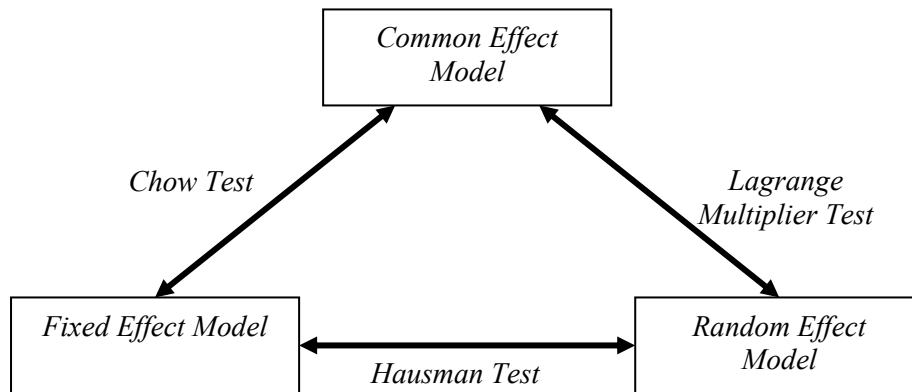 Common Effect
Model
Chow Test
Lagrange
Multiplier Test
Fixed Effect Model
Random Effect
Model
Hausman Test